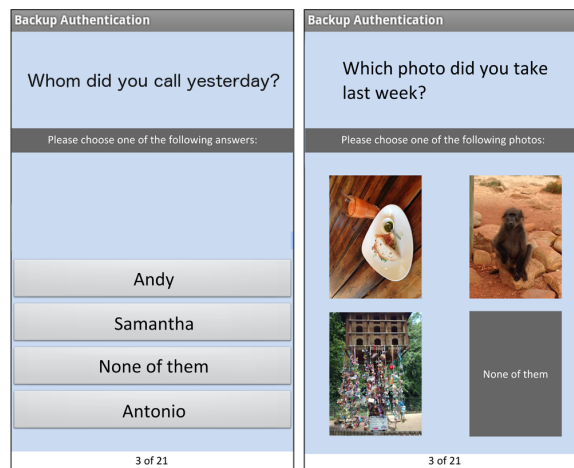 Backup Authentication
Whom did you call yesterday?
Please choose one of the following answers:
Andy
Samantha
None of them
Antonio
3 of 21
Backup Authentication
Which photo did you take
last week?
Please choose one of the following photos:
None of them
3 of 21